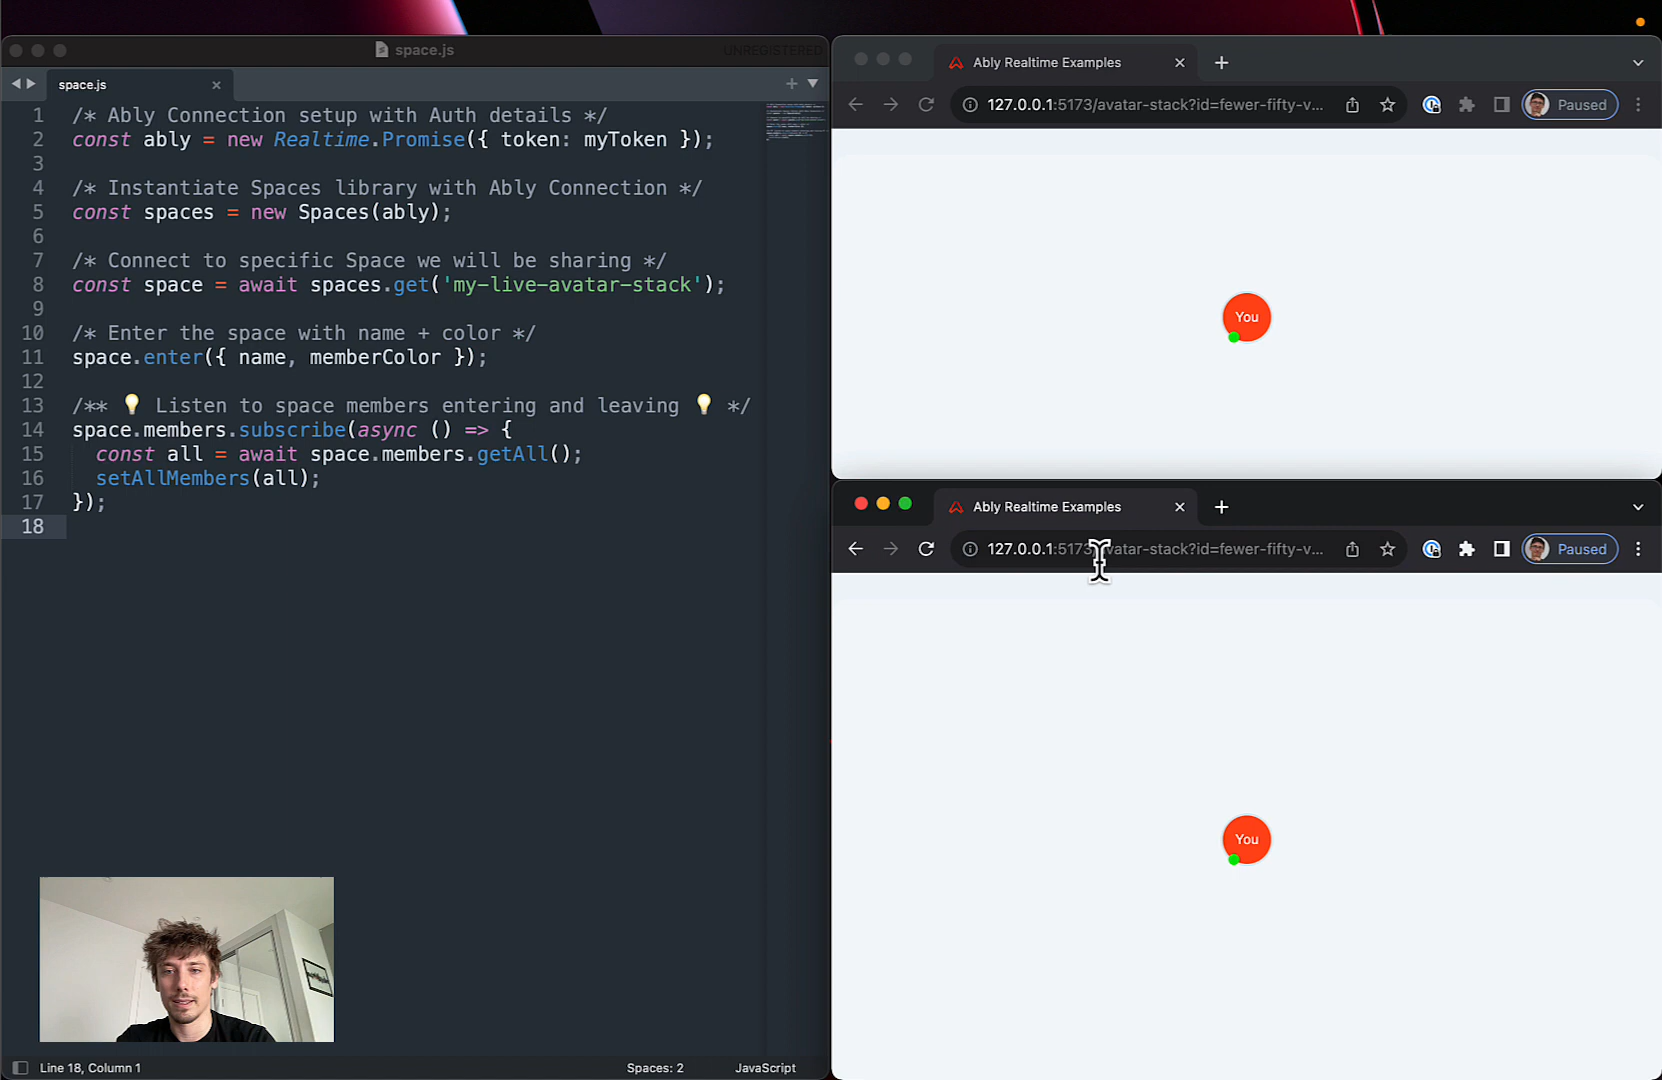 space.js
UNREGISTERED
space.js
1 /* Ably Connection setup with Auth details */
2 const ably = new Realtime.Promise({ token: myToken });
3
4 /* Instantiate Spaces library with Ably Connection */
5 const spaces = new Spaces(ably);
6
7 /* Connect to specific Space we will be sharing */
8 const space = await spaces.get('my-live-avatar-stack');
9
10 /* Enter the space with name + color */
11 space.enter({ name, memberColor });
12
13 /** 💡 Listen to space members entering and leaving 💡 */
14 space.members.subscribe(async () => {
15 const all = await space.members.getAll();
16 setAllMembers(all);
17 });
18
Line 18, Column 1
Spaces: 2
JavaScript
Ably Realtime Examples
127.0.0.1:5173/avatar-stack?id=fewer-fifty-v...
Paused
You
Ably Realtime Examples
127.0.0.1:5173/avatar-stack?id=fewer-fifty-v...
Paused
You